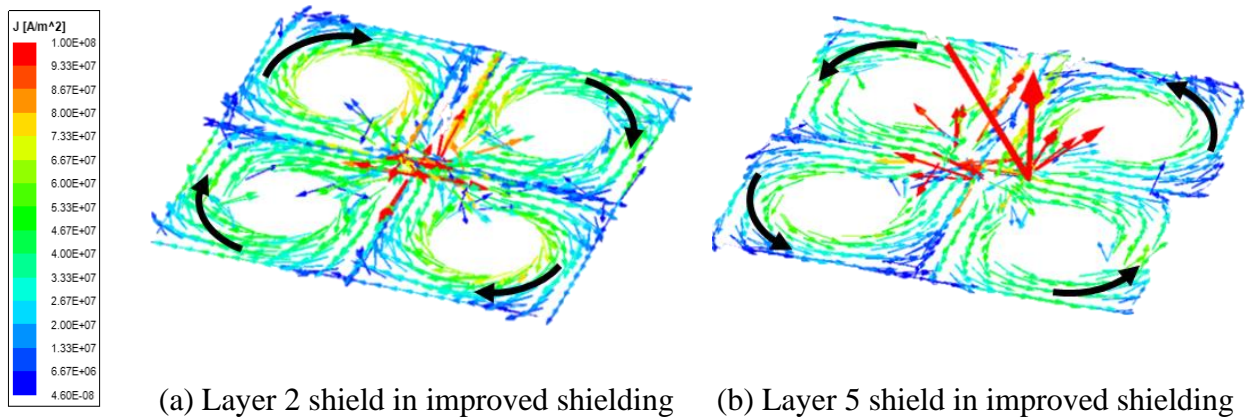 J [A/m^2]
1.00E+08
9.33E+07
8.67E+07
8.00E+07
7.33E+07
6.67E+07
6.00E+07
5.33E+07
4.67E+07
4.00E+07
3.33E+07
2.67E+07
2.00E+07
1.33E+07
6.67E+06
4.60E-08
(a) Layer 2 shield in improved shielding
(b) Layer 5 shield in improved shielding